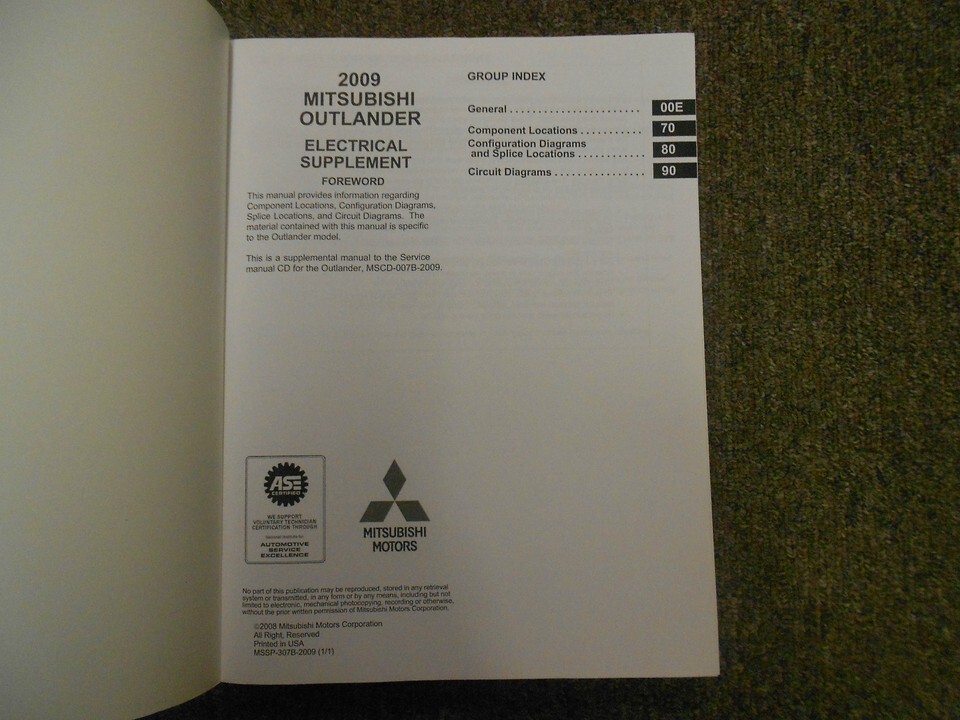 2009
MITSUBISHI
OUTLANDER
ELECTRICAL
SUPPLEMENT
FOREWORD
This manual provides information regarding
Component Locations, Configuration Diagrams,
Splice Locations, and Circuit Diagrams. The
material contained with this manual is specific
to the Outlander model.
This is a supplemental manual to the Service
manual CD for the Outlander, MSCD-007B-2009.
GROUP INDEX
General . . . . . . . . . . . . . . . . . . . . . . . 00E
Component Locations . . . . . . . . . . . 70
Configuration Diagrams
and Splice Locations . . . . . . . . . . . . 80
Circuit Diagrams . . . . . . . . . . . . . . . . 90
ASE
CERTIFIED
WE SUPPORT
VOLUNTARY TECHNICIAN
CERTIFICATION THROUGH
National Institute for
AUTOMOTIVE
SERVICE
EXCELLENCE
MITSUBISHI
MOTORS
No part of this publication may be reproduced, stored in any retrieval
system or transmitted, in any form or by any means, including but not
limited to electronic, mechanical photocopying, recording or otherwise,
without the prior written permission of Mitsubishi Motors Corporation.
©2008 Mitsubishi Motors Corporation
All Right, Reserved
Printed in USA
MSSP-307B-2009 (1/1)